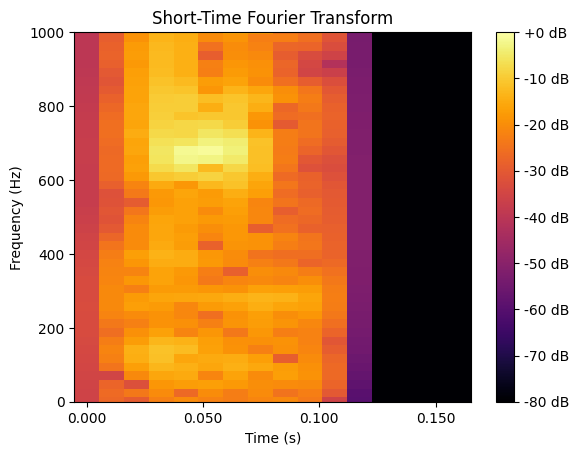 Short-Time Fourier Transform
Frequency (Hz)
1000
800
600
400
200
0
0.000
0.050
0.100
0.150
Time (s)
+0 dB
-10 dB
-20 dB
-30 dB
-40 dB
-50 dB
-60 dB
-70 dB
-80 dB